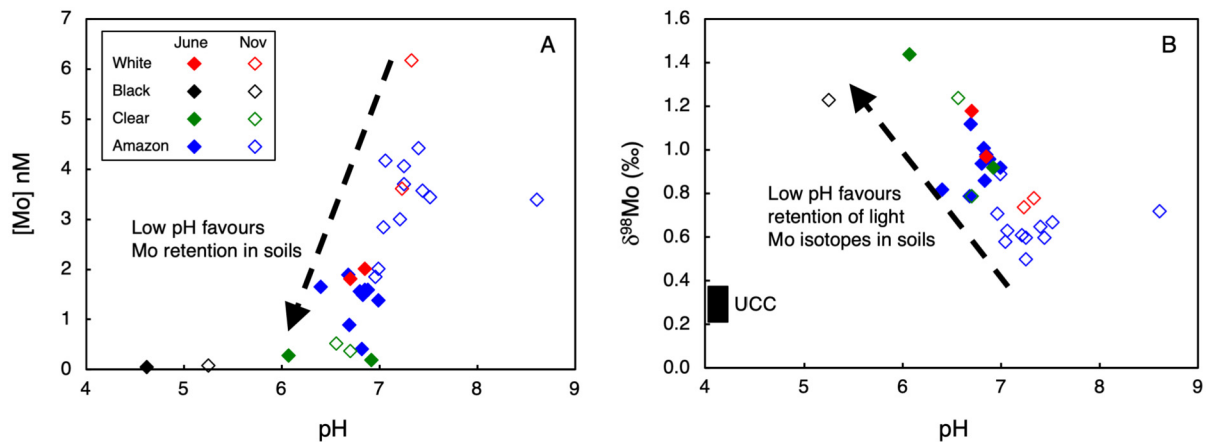 A
[Mo] nM
7
6
5
4
3
2
1
0
June Nov
White
Black
Clear
Amazon
Low pH favours
Mo retention in soils
4 5 6 7 8 9
pH
B
δ⁹⁸Mo (‰)
1.6
1.4
1.2
1.0
0.8
0.6
0.4
0.2
0.0
Low pH favours
retention of light
Mo isotopes in soils
UCC
4 5 6 7 8 9
pH